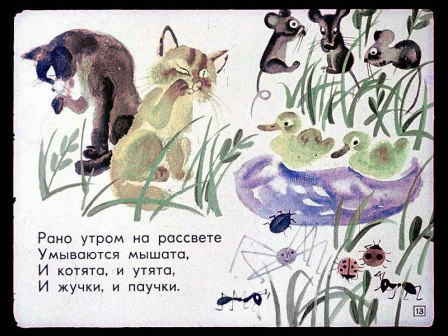 Рано утром на рассвете
Умываются мышата,
И котята, и утята,
И жучки, и паучки.
13